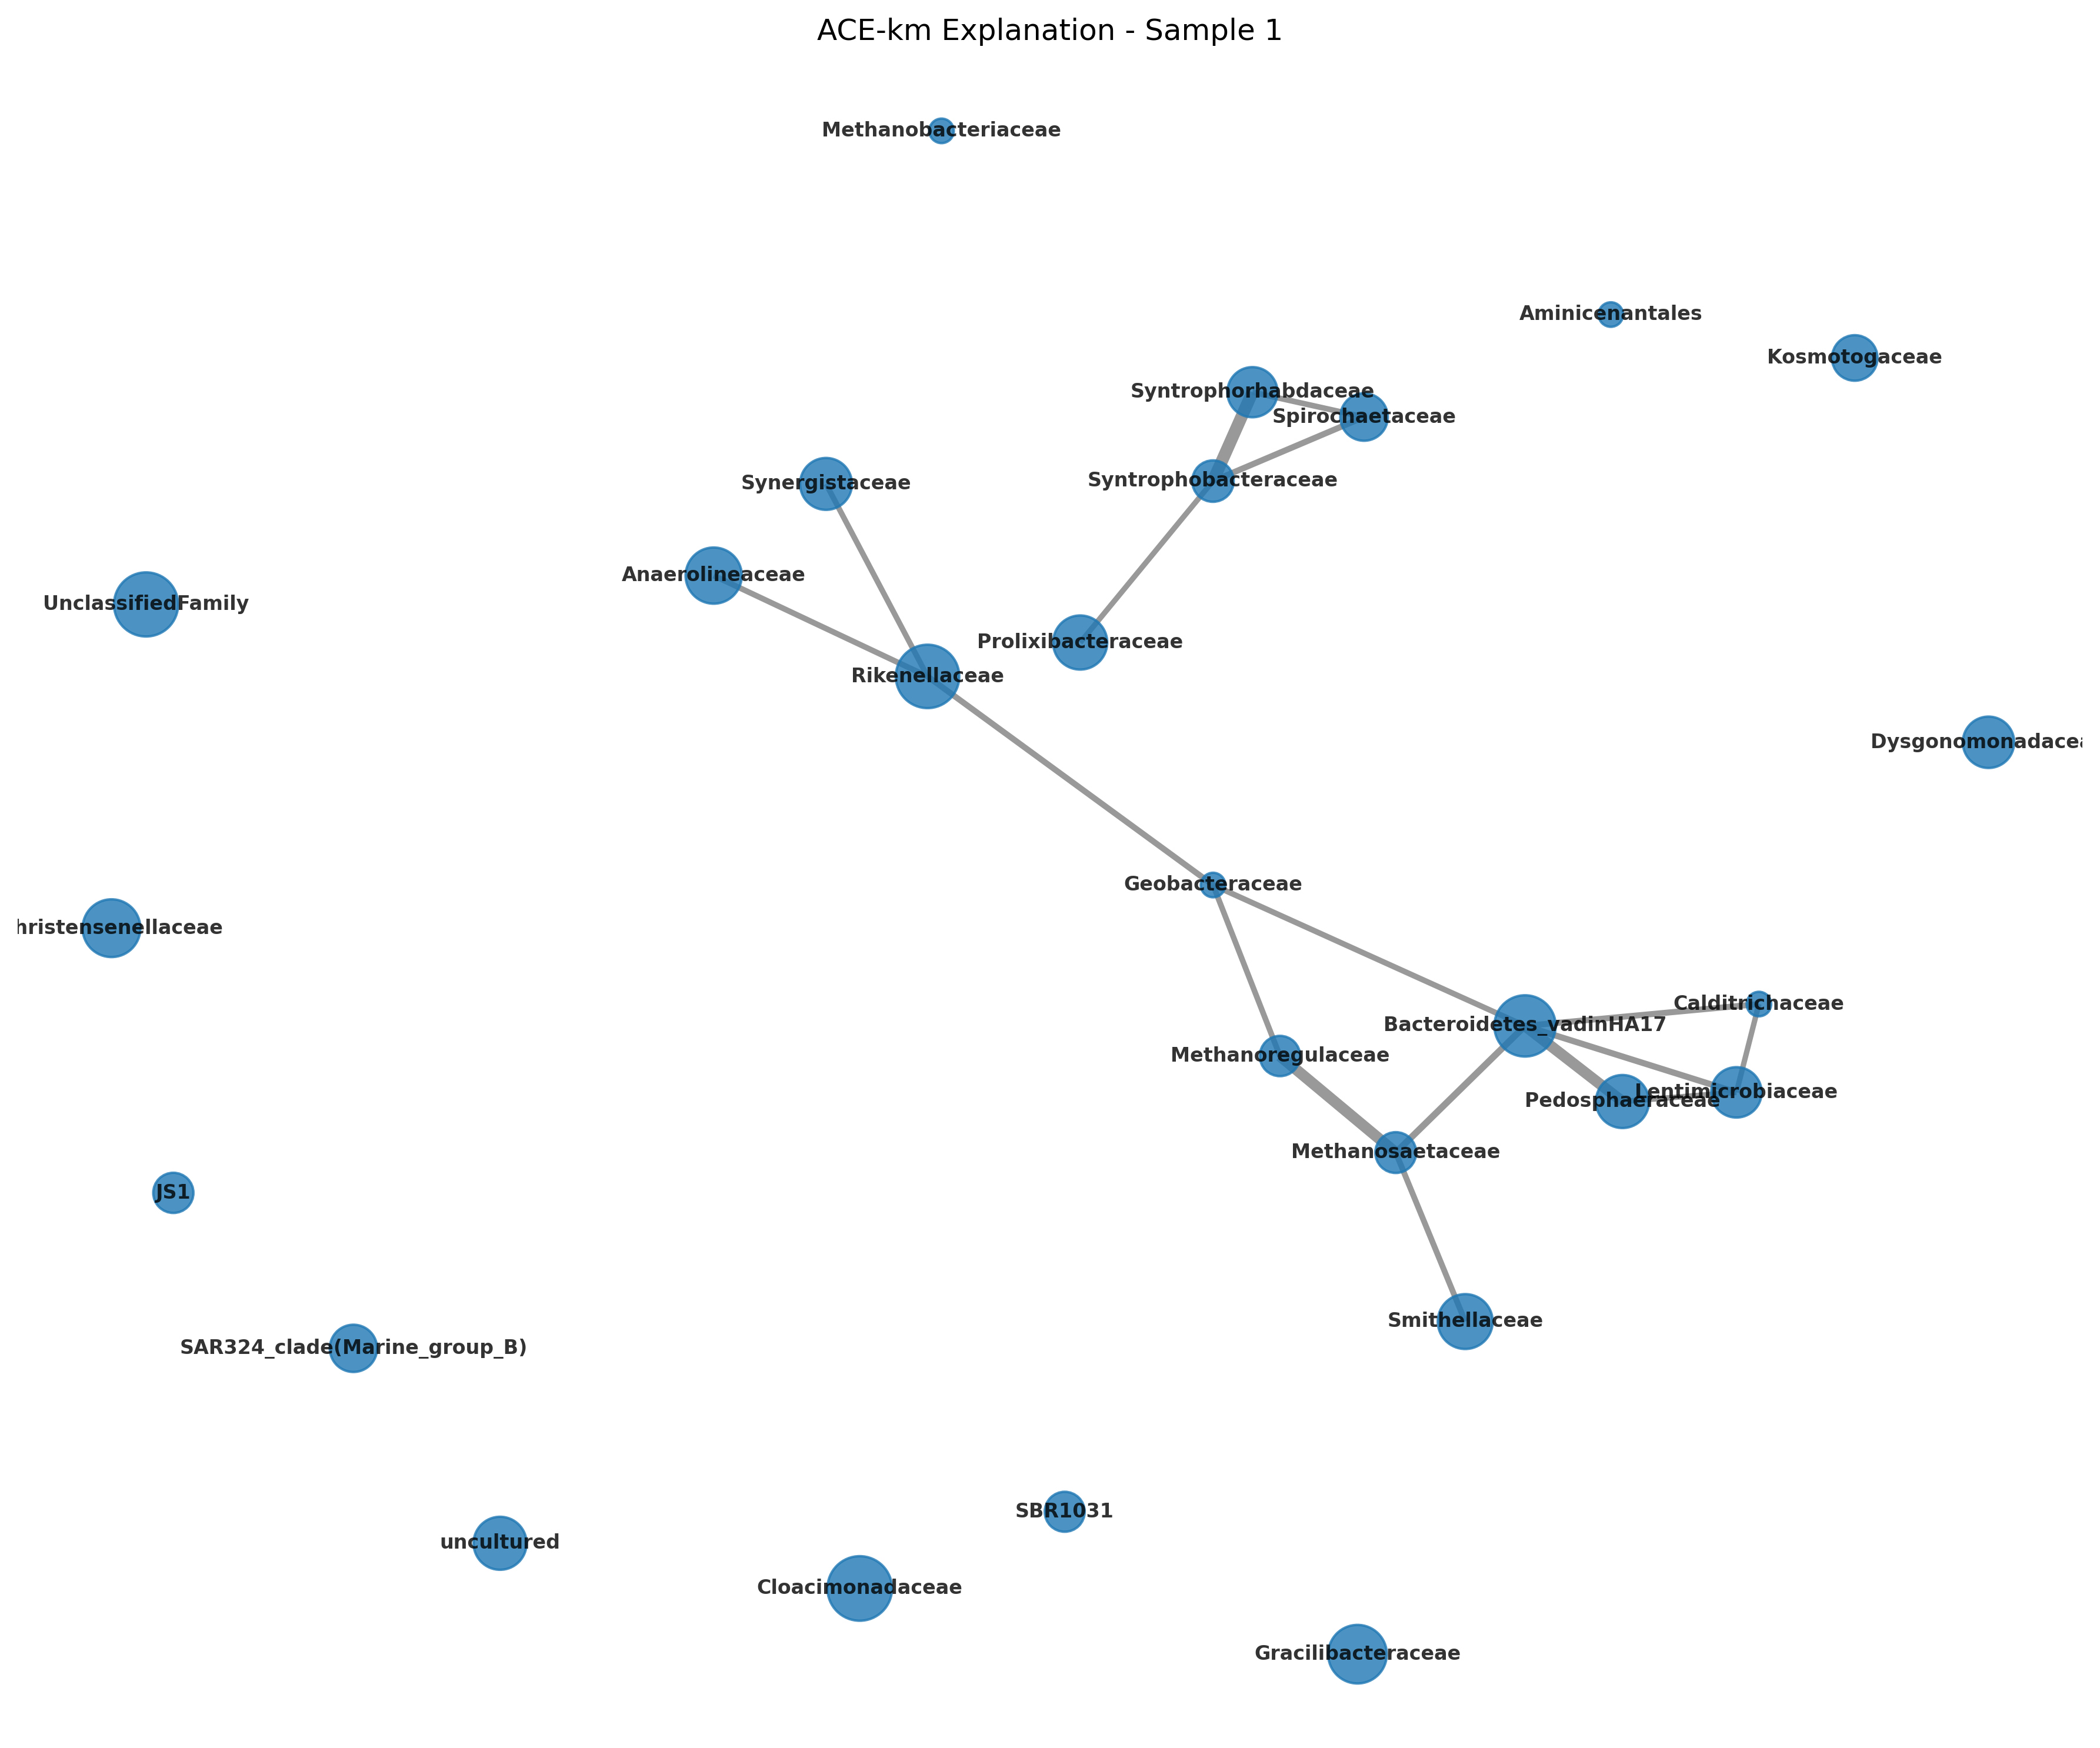 ACE-km Explanation - Sample 1
Methanobacteriaceae
Aminicenantales
Kosmotogaceae
Syntrophorhabdaceae
Spirochaetaceae
Syntrophobacteraceae
Synergistaceae
Anaerolineaceae
UnclassifiedFamily
Prolixibacteraceae
Rikenellaceae
Dysgonomonadacea
Geobacteraceae
hristensenellaceae
Calditrichaceae
Bacteroidetes_vadinHA17
Methanoregulaceae
Lentimicrobiaceae
Pedosphaeraceae
Methanosaetaceae
JS1
Smithellaceae
SAR324_clade(Marine_group_B)
SBR1031
uncultured
Cloacimonadaceae
Gracilibacteraceae